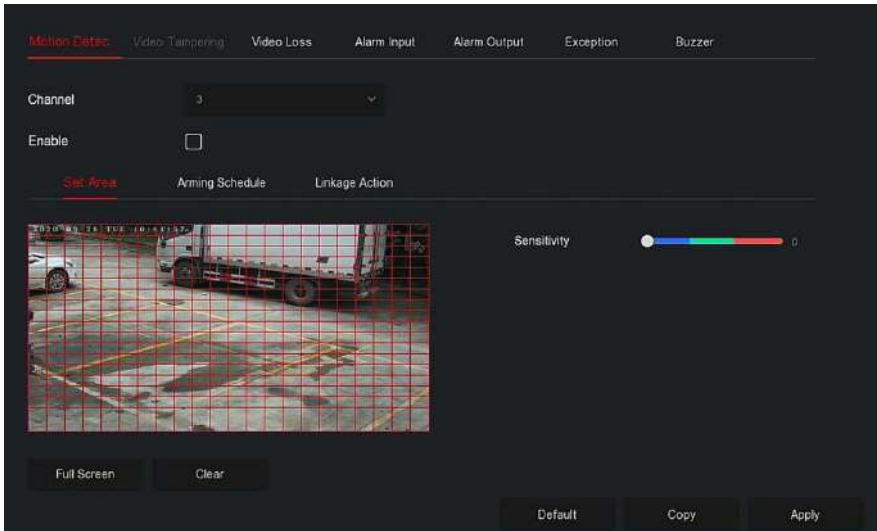 Motion Detec. Video Tampering Video Loss Alarm Input Alarm Output Exception Buzzer
Channel 3
Enable
Set Area Arming Schedule Linkage Action
TUE
Sensitivity 0
Full Screen Clear
Default Copy Apply